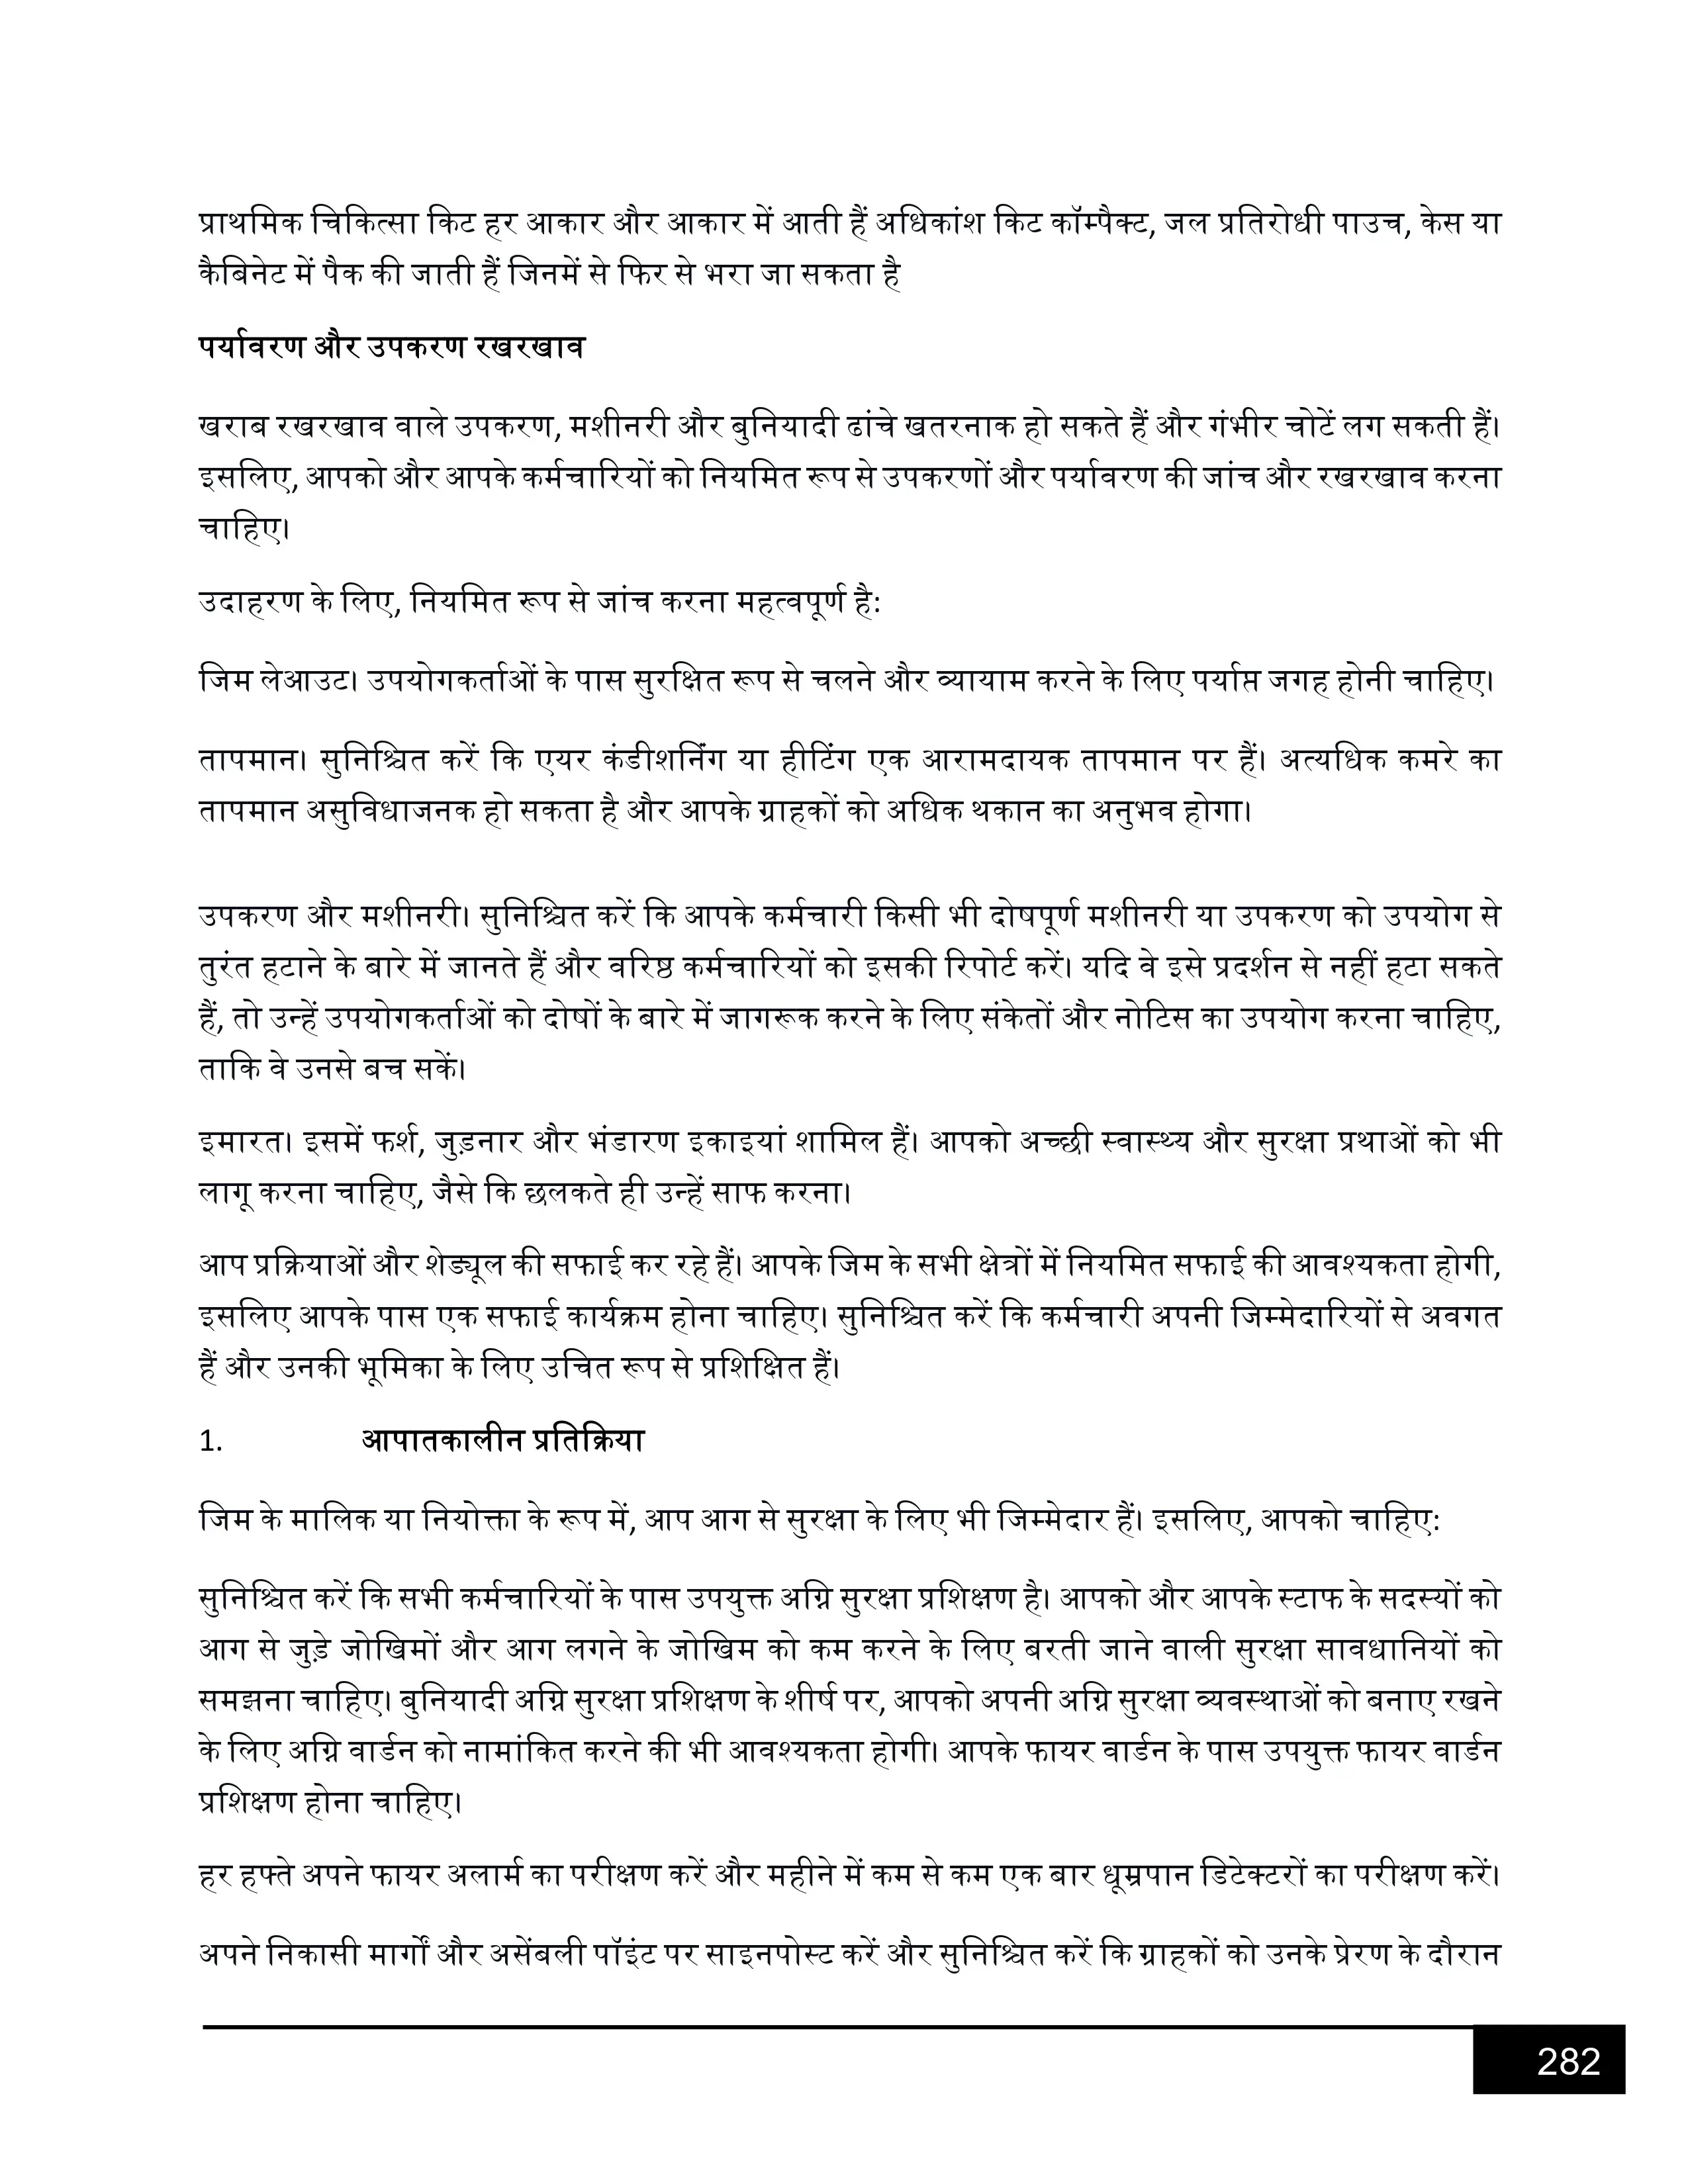 प्राथमिक चिकित्सा किट हर आकार और आकार में आती हैं अधिकांश किट कॉम्पैक्ट, जल प्रतिरोधी पाउच, केस या
कैबिनेट में पैक की जाती हैं जिनमें से फिर से भरा जा सकता है
पर्यावरण और उपकरण रखरखाव
खराब रखरखाव वाले उपकरण, मशीनरी और बुनियादी ढांचे खतरनाक हो सकते हैं और गंभीर चोटें लग सकती हैं।
इसलिए, आपको और आपके कर्मचारियों को नियमित रूप से उपकरणों और पर्यावरण की जांच और रखरखाव करना
चाहिए।
उदाहरण के लिए, नियमित रूप से जांच करना महत्वपूर्ण है:
जिम लेआउट। उपयोगकर्ताओं के पास सुरक्षित रूप से चलने और व्यायाम करने के लिए पर्याप्त जगह होनी चाहिए।
तापमान। सुनिश्चित करें कि एयर कंडीशनिंग या हीटिंग एक आरामदायक तापमान पर हैं। अत्यधिक कमरे का
तापमान असुविधाजनक हो सकता है और आपके ग्राहकों को अधिक थकान का अनुभव होगा।
उपकरण और मशीनरी। सुनिश्चित करें कि आपके कर्मचारी किसी भी दोषपूर्ण मशीनरी या उपकरण को उपयोग से
तुरंत हटाने के बारे में जानते हैं और वरिष्ठ कर्मचारियों को इसकी रिपोर्ट करें। यदि वे इसे प्रदर्शन से नहीं हटा सकते
हैं, तो उन्हें उपयोगकर्ताओं को दोषों के बारे में जागरूक करने के लिए संकेतों और नोटिस का उपयोग करना चाहिए,
ताकि वे उनसे बच सकें।
इमारत। इसमें फर्श, जुड़नार और भंडारण इकाइयां शामिल हैं। आपको अच्छी स्वास्थ्य और सुरक्षा प्रथाओं को भी
लागू करना चाहिए, जैसे कि छलकते ही उन्हें साफ करना।
आप प्रक्रियाओं और शेड्यूल की सफाई कर रहे हैं। आपके जिम के सभी क्षेत्रों में नियमित सफाई की आवश्यकता होगी,
इसलिए आपके पास एक सफाई कार्यक्रम होना चाहिए। सुनिश्चित करें कि कर्मचारी अपनी जिम्मेदारियों से अवगत
हैं और उनकी भूमिका के लिए उचित रूप से प्रशिक्षित हैं।
1. आपातकालीन प्रतिक्रिया
जिम के मालिक या नियोक्ता के रूप में, आप आग से सुरक्षा के लिए भी जिम्मेदार हैं। इसलिए, आपको चाहिए:
सुनिश्चित करें कि सभी कर्मचारियों के पास उपयुक्त अग्नि सुरक्षा प्रशिक्षण है। आपको और आपके स्टाफ के सदस्यों को
आग से जुड़े जोखिमों और आग लगने के जोखिम को कम करने के लिए बरती जाने वाली सुरक्षा सावधानियों को
समझना चाहिए। बुनियादी अग्नि सुरक्षा प्रशिक्षण के शीर्ष पर, आपको अपनी अग्नि सुरक्षा व्यवस्थाओं को बनाए रखने
के लिए अग्नि वार्डन को नामांकित करने की भी आवश्यकता होगी। आपके फायर वार्डन के पास उपयुक्त फायर वार्डन
प्रशिक्षण होना चाहिए।
हर हफ्ते अपने फायर अलार्म का परीक्षण करें और महीने में कम से कम एक बार धूम्रपान डिटेक्टरों का परीक्षण करें।
अपने निकासी मार्गों और असेंबली पॉइंट पर साइनपोस्ट करें और सुनिश्चित करें कि ग्राहकों को उनके प्रेरण के दौरान
282